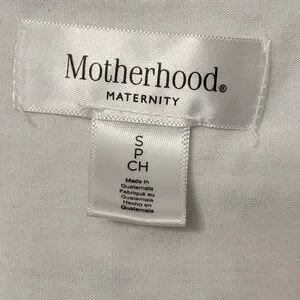 Motherhood®
MATERNITY
S
P
CH
Made in
Guatemala
Fabriqué au
Guatemala
Hecho en
Guatemala